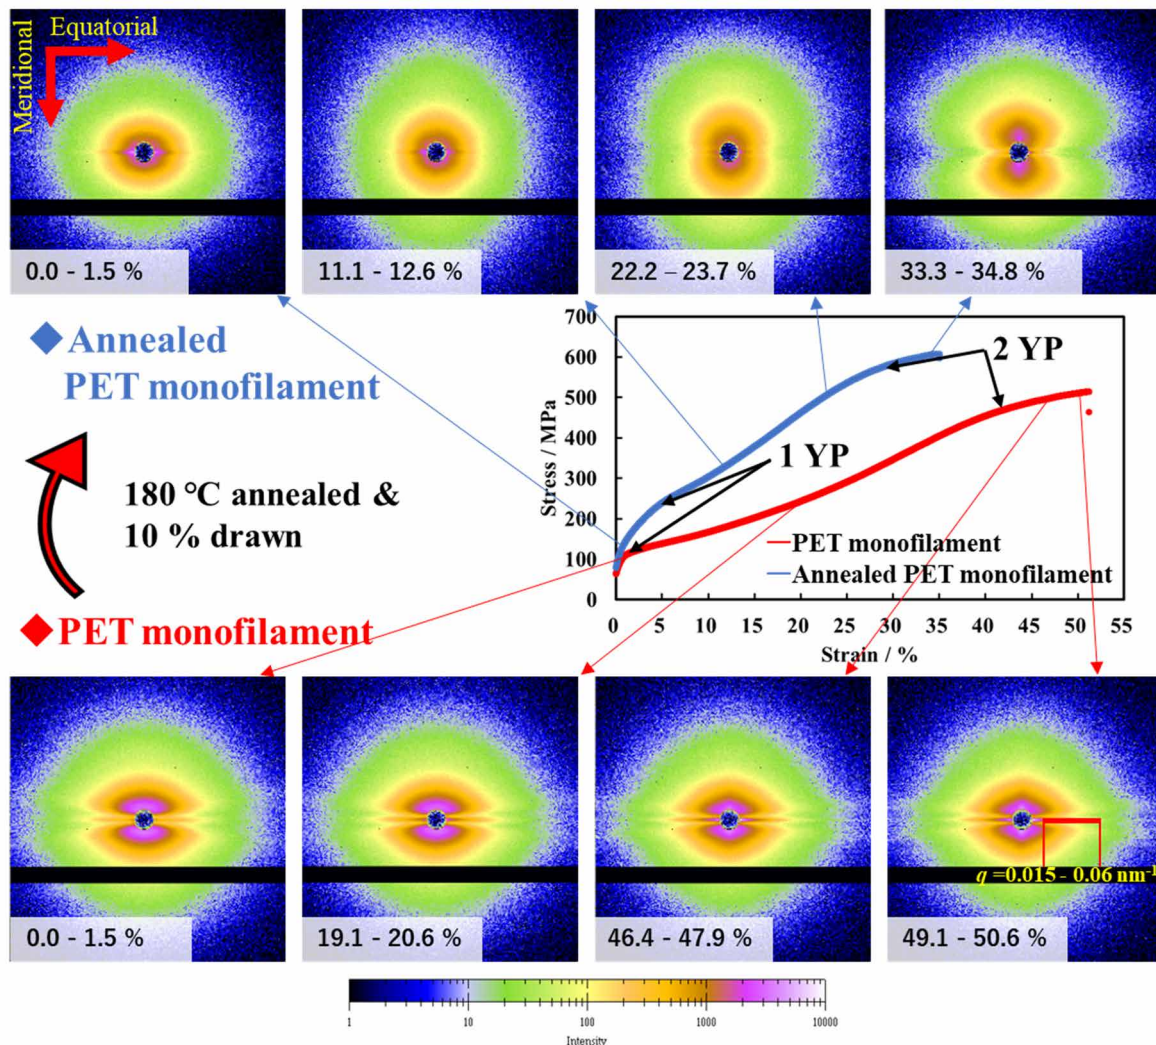 Equatorial
Meridional
0.0 - 1.5 %
11.1 - 12.6 %
22.2 – 23.7 %
33.3 - 34.8 %
◆ Annealed
PET monofilament
180 °C annealed &
10 % drawn
◆ PET monofilament
700
600
500
400
300
200
100
0
Stress / MPa
2 YP
1 YP
PET monofilament
Annealed PET monofilament
0 5 10 15 20 25 30 35 40 45 50 55
Strain / %
q =0.015 - 0.06 nm⁻¹
0.0 - 1.5 %
19.1 - 20.6 %
46.4 - 47.9 %
49.1 - 50.6 %
1 10 100 1000 10000
Intensity